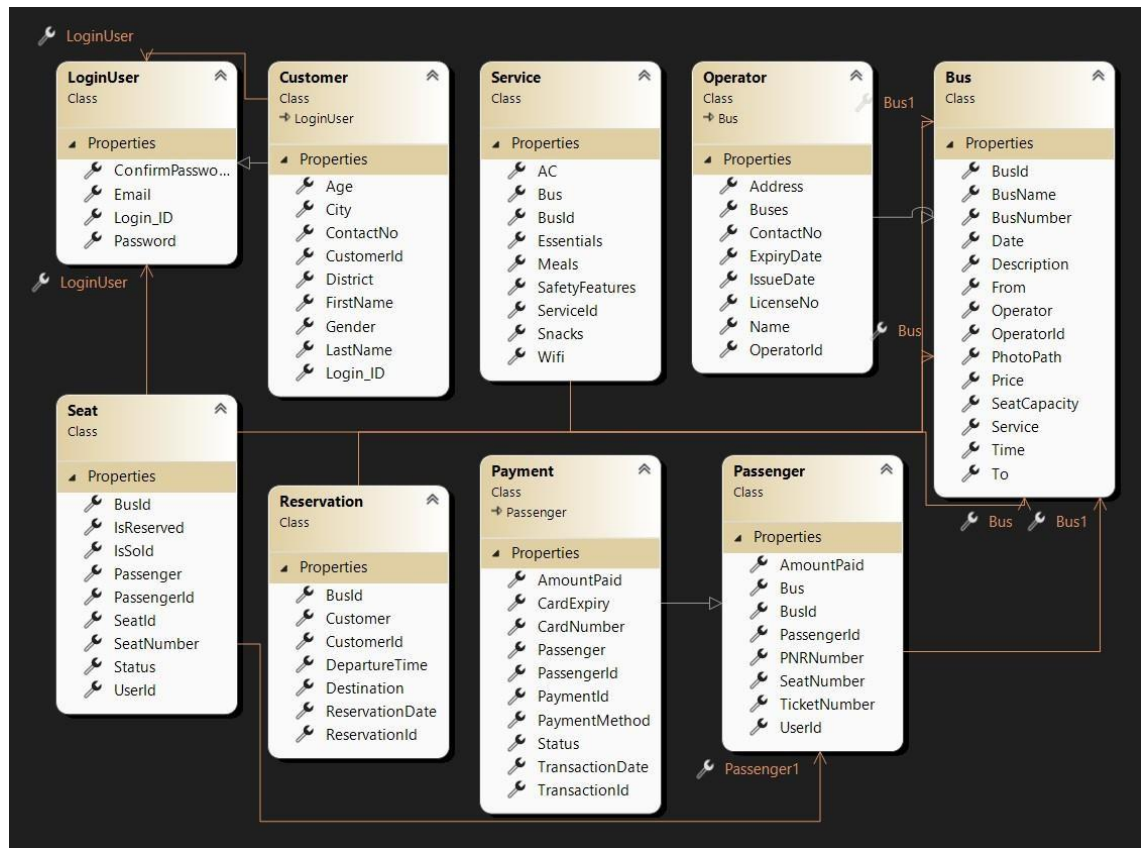 LoginUser
LoginUser
Class
Properties
ConfirmPasswo...
Email
Login_ID
Password
LoginUser
Customer
Class
LoginUser
Properties
Age
City
ContactNo
CustomerId
District
FirstName
Gender
LastName
Login_ID
Service
Class
Properties
AC
Bus
BusId
Essentials
Meals
SafetyFeatures
ServiceId
Snacks
Wifi
Operator
Class
Bus
Properties
Address
Buses
ContactNo
ExpiryDate
IssueDate
LicenseNo
Name
OperatorId
Bus1
Bus
Bus
Class
Properties
BusId
BusName
BusNumber
Date
Description
From
Operator
OperatorId
PhotoPath
Price
SeatCapacity
Service
Time
To
Bus
Bus1
Seat
Class
Properties
BusId
IsReserved
IsSold
Passenger
PassengerId
SeatId
SeatNumber
Status
UserId
Reservation
Class
Properties
BusId
Customer
CustomerId
DepartureTime
Destination
ReservationDate
ReservationId
Payment
Class
Passenger
Properties
AmountPaid
CardExpiry
CardNumber
Passenger
PassengerId
PaymentId
PaymentMethod
Status
TransactionDate
TransactionId
Passenger
Class
Properties
AmountPaid
Bus
BusId
PassengerId
PNRNumber
SeatNumber
TicketNumber
UserId
Passenger1